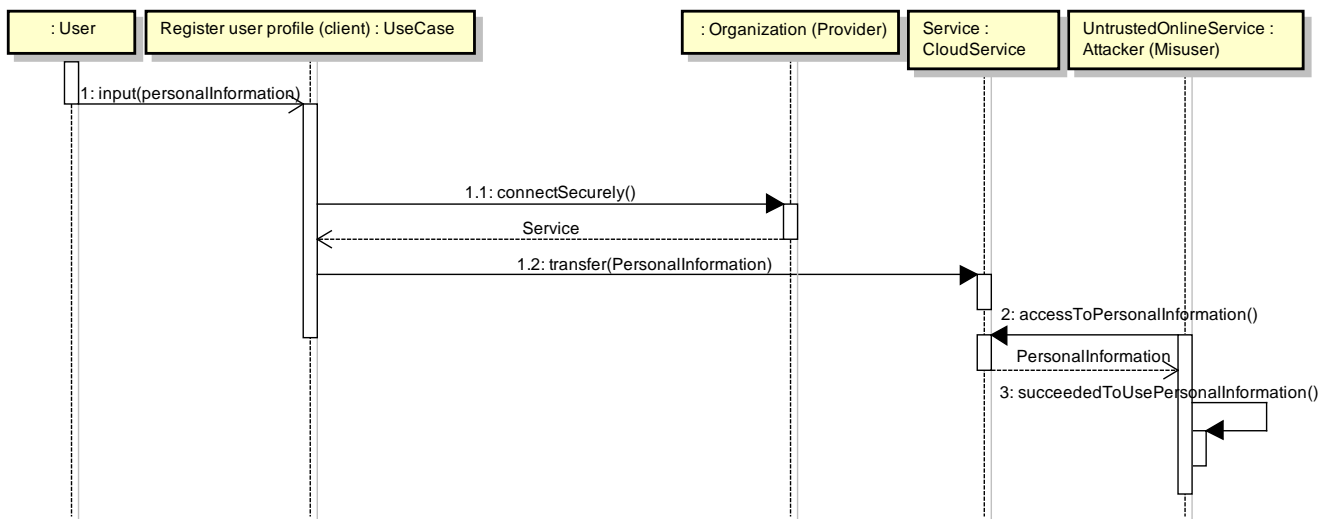 : User
Register user profile (client) : UseCase
: Organization (Provider)
Service :
CloudService
UntrustedOnlineService :
Attacker (Misuser)
1: input(personalInformation)
1.1: connectSecurely()
Service
1.2: transfer(PersonalInformation)
2: accessToPersonalInformation()
PersonalInformation
3: succeededToUsePersonalInformation()